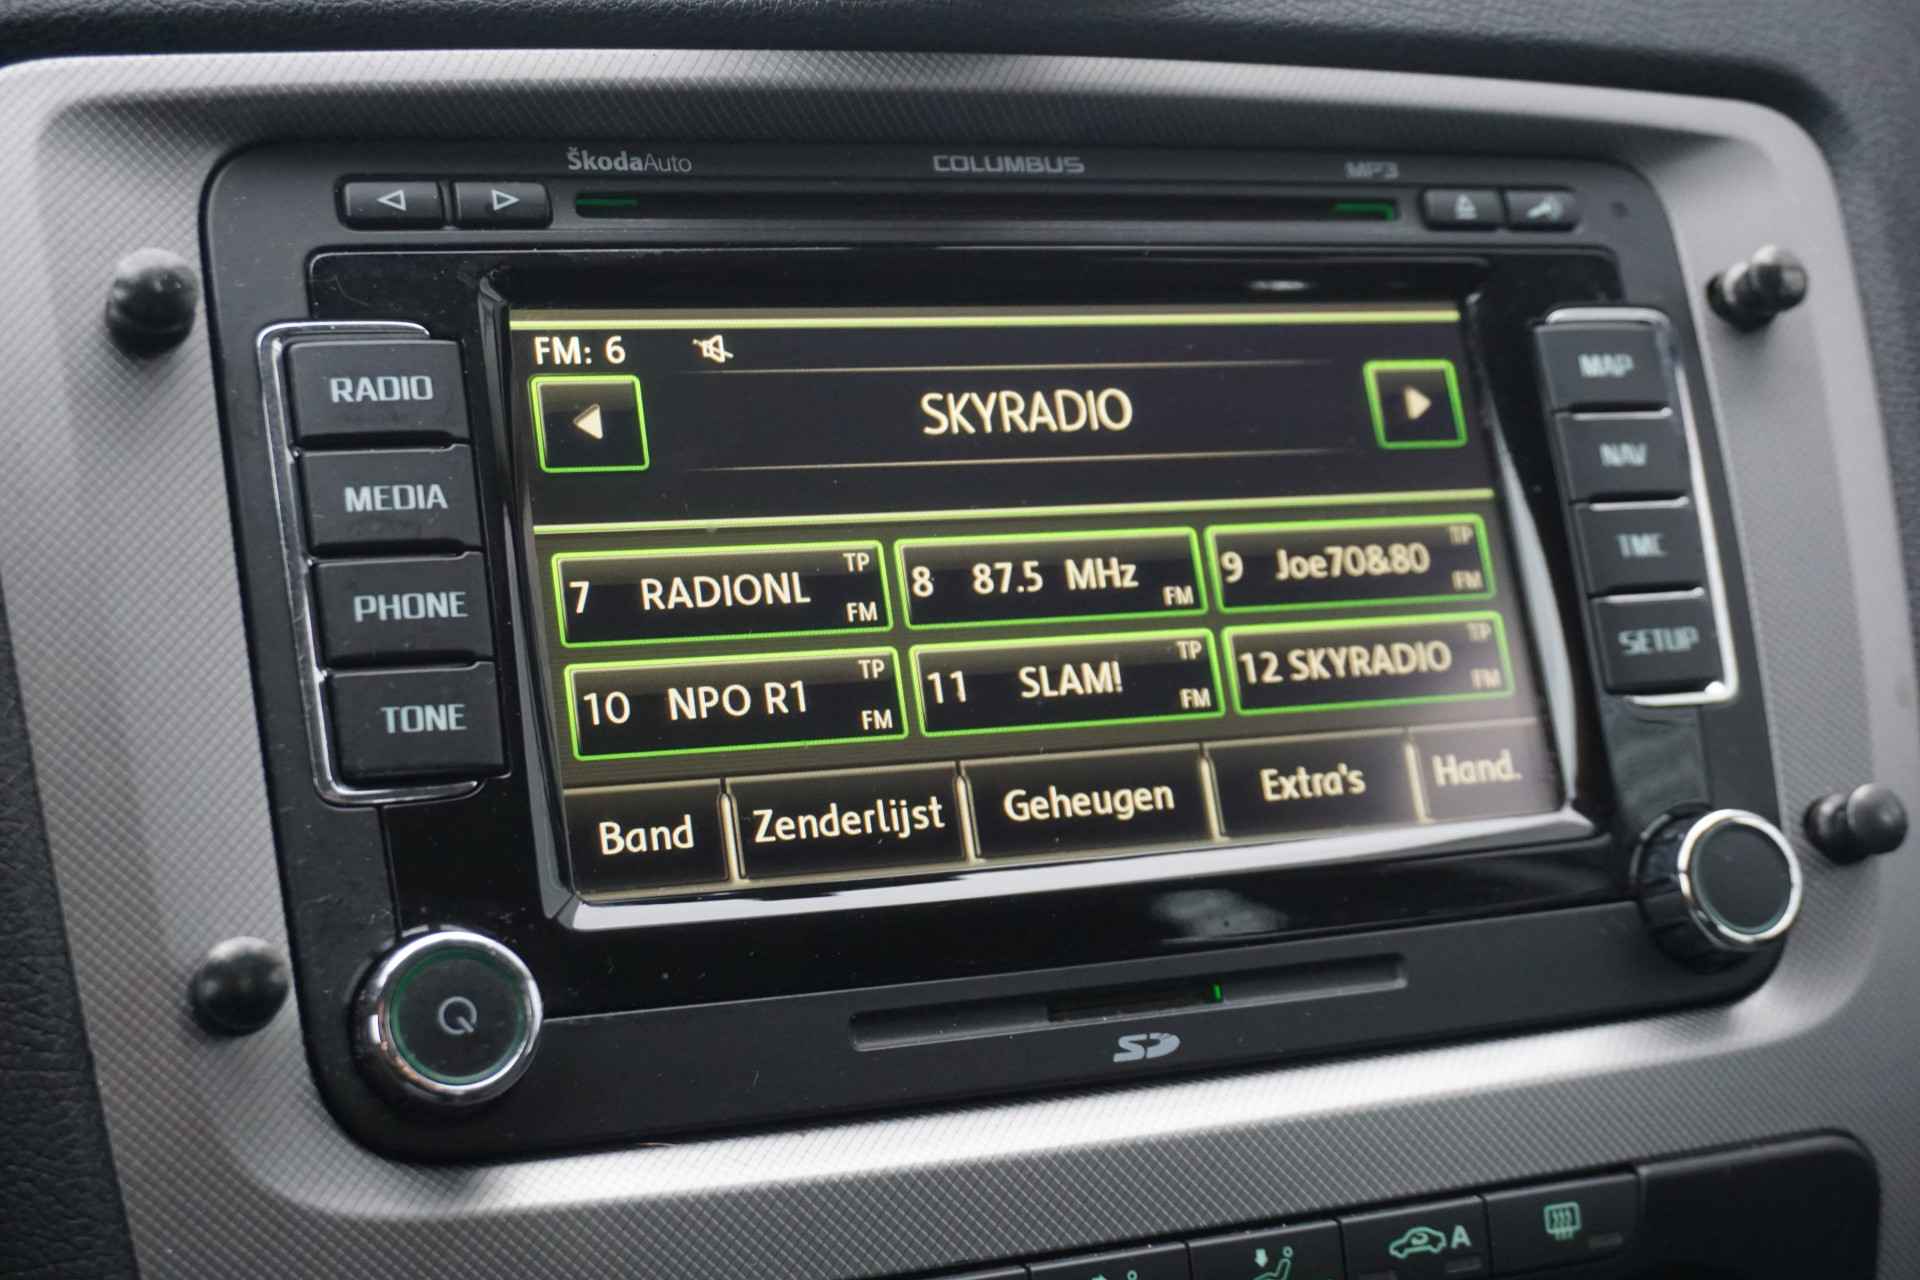 ŠkodaAuto COLUMBUS MP3
FM: 6
SKYRADIO
RADIO
MEDIA
PHONE
TONE
MAP
NAV
TMC
SETUP
7 RADIONL TP FM
8 87.5 MHz FM
9 Joe70&80 TP FM
10 NPO R1 TP FM
11 SLAM! TP FM
12 SKYRADIO TP FM
Band Zenderlijst Geheugen Extra's Hand.
SD
A